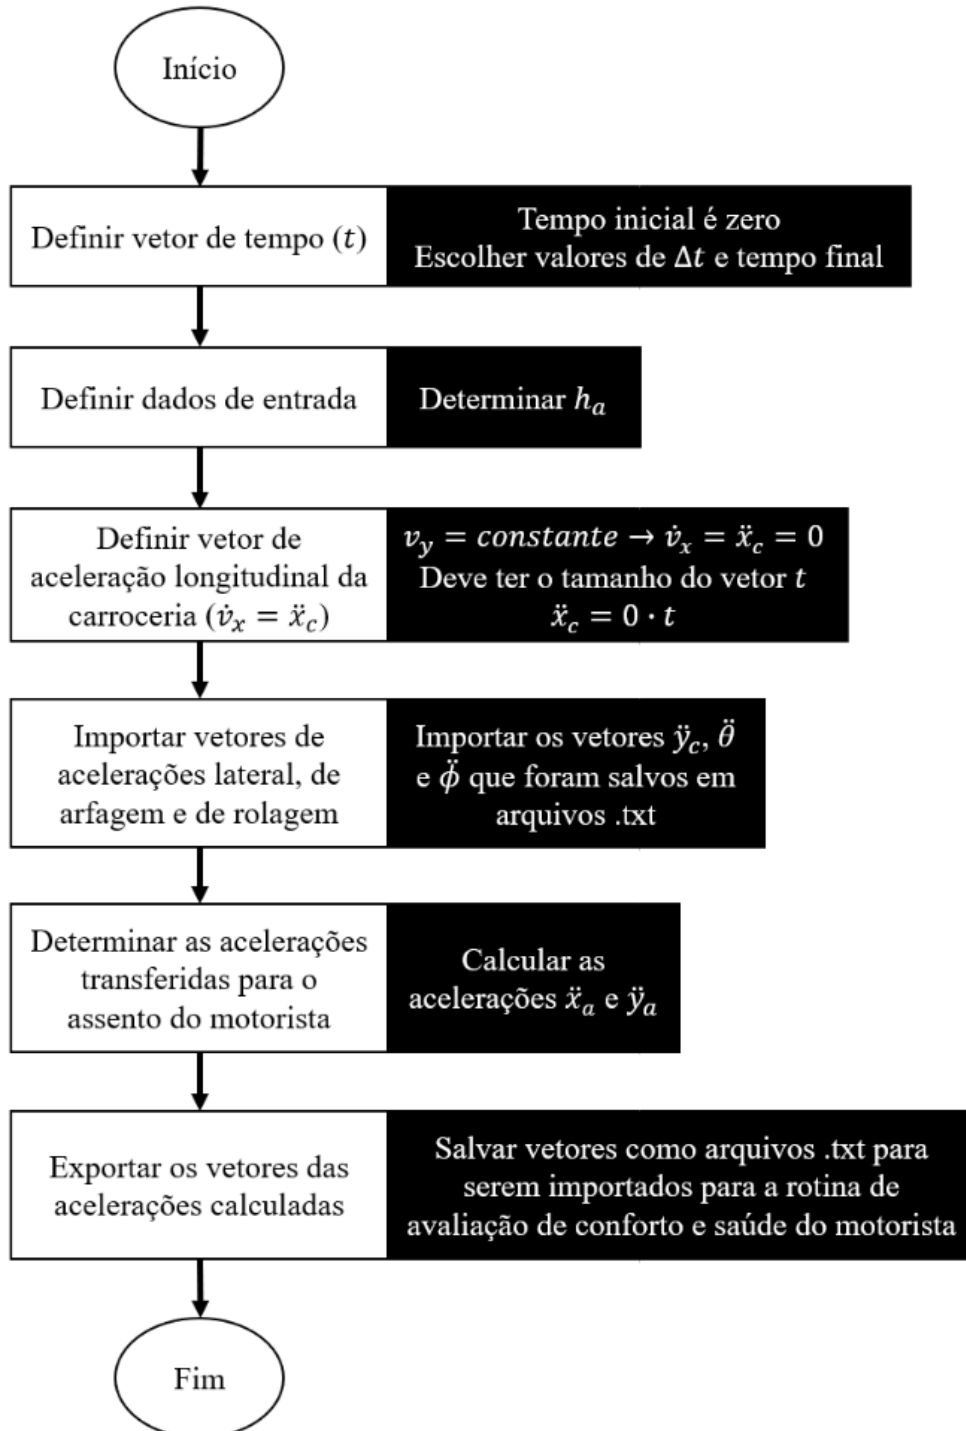 Início
Definir vetor de tempo (𝑡)
Tempo inicial é zero
Escolher valores de Δ𝑡 e tempo final
Definir dados de entrada
Determinar ℎₐ
Definir vetor de
aceleração longitudinal da
carroceria (v̇ₓ = ẍ_c)
v_y = constante → v̇ₓ = ẍ_c = 0
Deve ter o tamanho do vetor 𝑡
ẍ_c = 0 · 𝑡
Importar vetores de
acelerações lateral, de
arfagem e de rolagem
Importar os vetores ÿ_c, θ̈
e ϕ̈ que foram salvos em
arquivos .txt
Determinar as acelerações
transferidas para o
assento do motorista
Calcular as
acelerações ẍₐ e ÿₐ
Exportar os vetores das
acelerações calculadas
Salvar vetores como arquivos .txt para
serem importados para a rotina de
avaliação de conforto e saúde do motorista
Fim